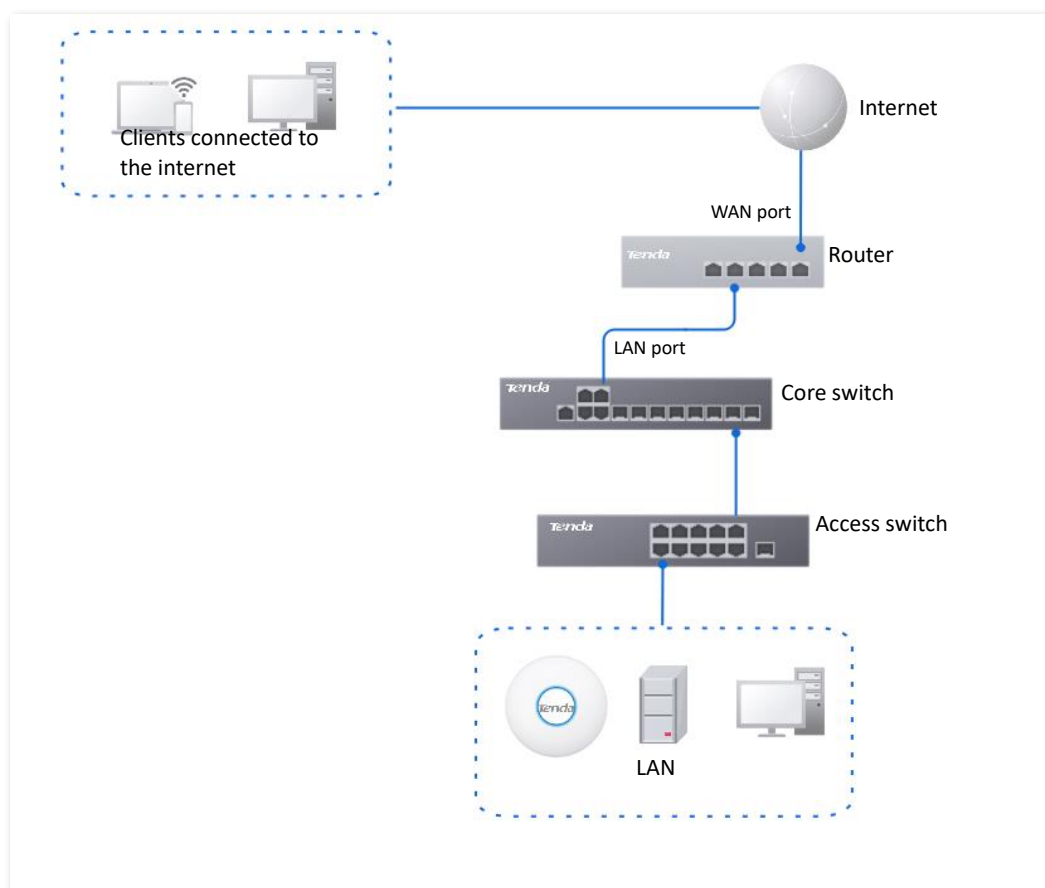 Clients connected to
the internet
Internet
WAN port
Tenda
Router
LAN port
Tenda
Core switch
Tenda
Access switch
Tenda
LAN